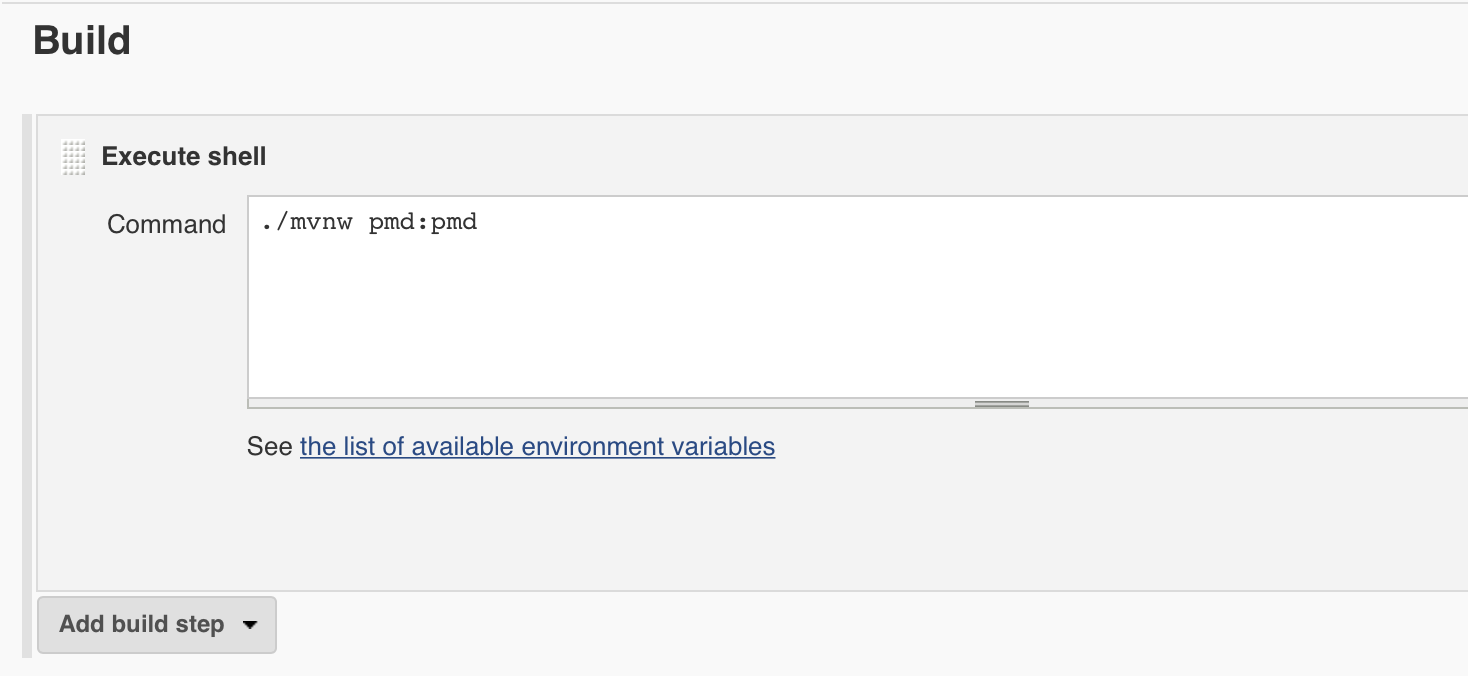 Build
Execute shell
Command
./mvnw pmd:pmd
See the list of available environment variables
Add build step